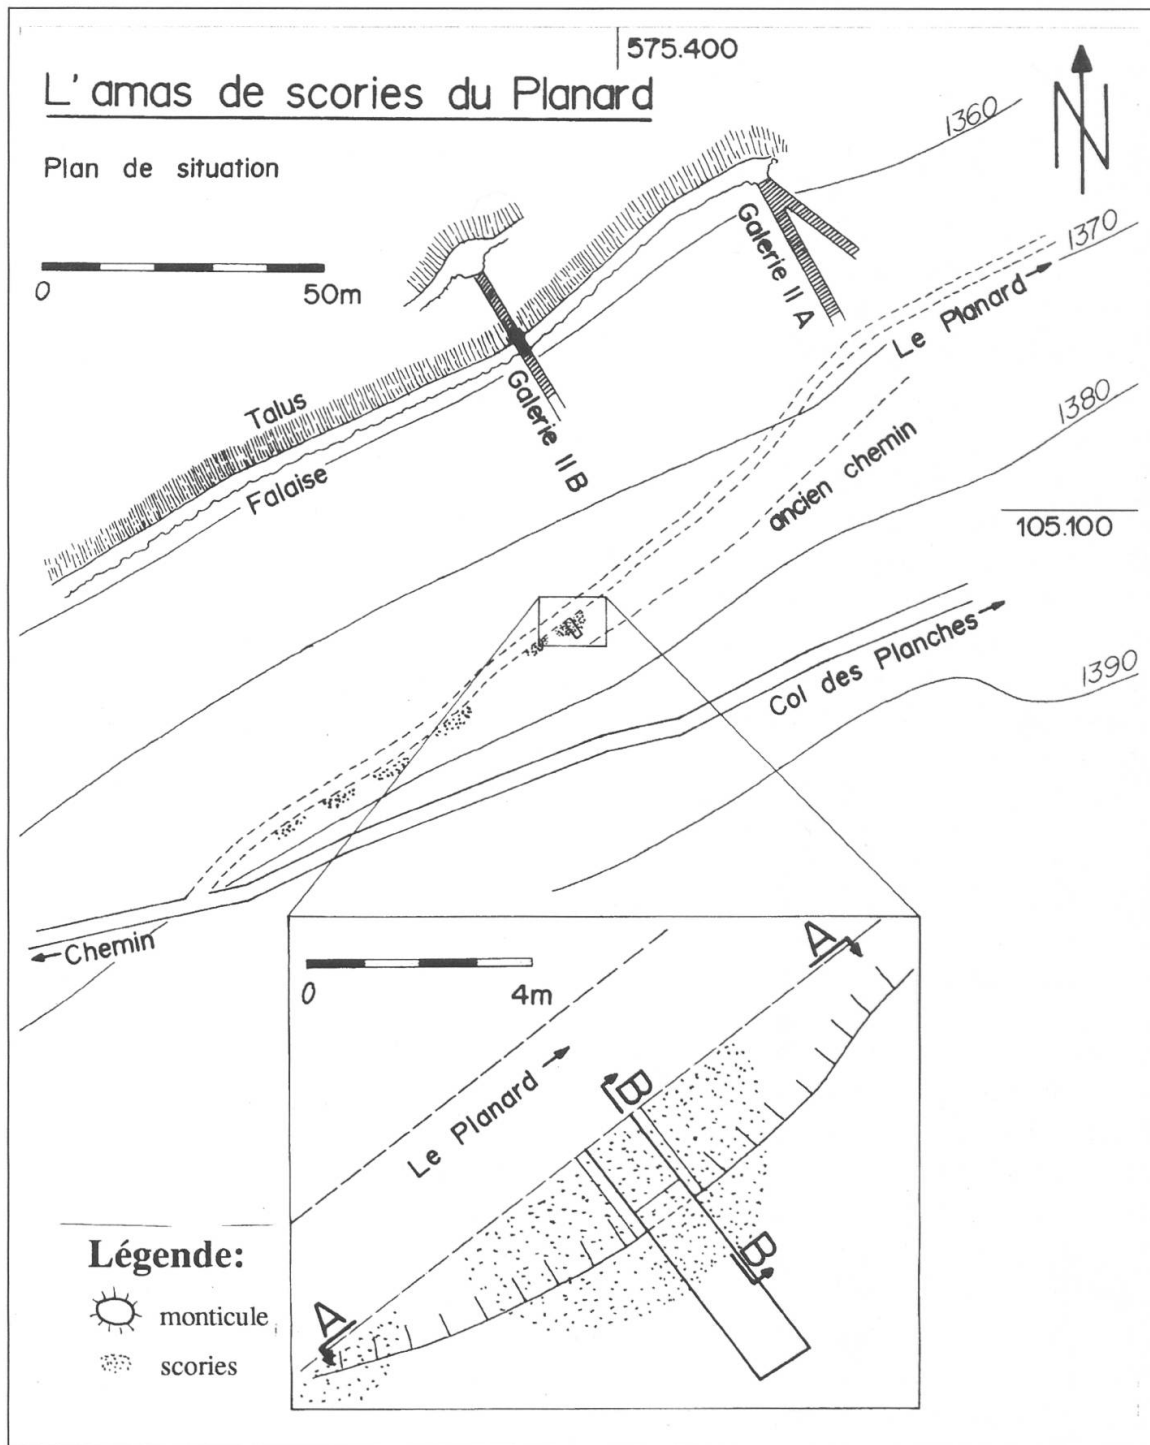 575.400
L'amas de scories du Planard
Plan de situation
N
0 50m
1360
1370
1380
1390
Galerie II A
Galerie II B
Le Planard
Talus
Falaise
ancien chemin
105.100
Col des Planches
Chemin
0 4m
A
Le Planard
B
B
A
Légende:
monticule
scories